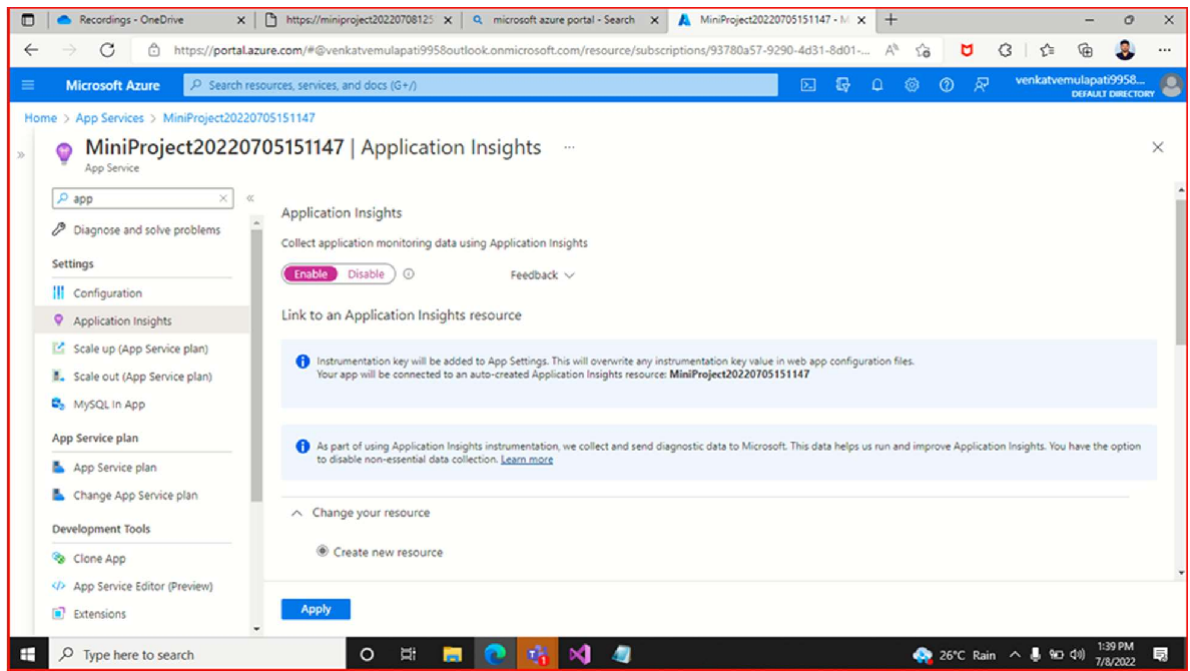 Recordings - OneDrive
https://miniproject20220708125
microsoft azure portal - Search
MiniProject20220705151147 - M
https://portal.azure.com/#@venkatvemulapati9958outlook.onmicrosoft.com/resource/subscriptions/93780a57-9290-4d31-8d01-...
Microsoft Azure
Search resources, services, and docs (G+/)
venkatvemulapati9958...
DEFAULT DIRECTORY
Home > App Services > MiniProject20220705151147
MiniProject20220705151147 | Application Insights ...
App Service
app
Diagnose and solve problems
Settings
Configuration
Application Insights
Scale up (App Service plan)
Scale out (App Service plan)
MySQL In App
App Service plan
App Service plan
Change App Service plan
Development Tools
Clone App
App Service Editor (Preview)
Extensions
Application Insights
Collect application monitoring data using Application Insights
Enable Disable
Feedback
Link to an Application Insights resource
Instrumentation key will be added to App Settings. This will overwrite any instrumentation key value in web app configuration files.
Your app will be connected to an auto-created Application Insights resource: MiniProject20220705151147
As part of using Application Insights instrumentation, we collect and send diagnostic data to Microsoft. This data helps us run and improve Application Insights. You have the option
to disable non-essential data collection. Learn more
Change your resource
Create new resource
Apply
Type here to search
26°C Rain
1:39 PM
7/8/2022